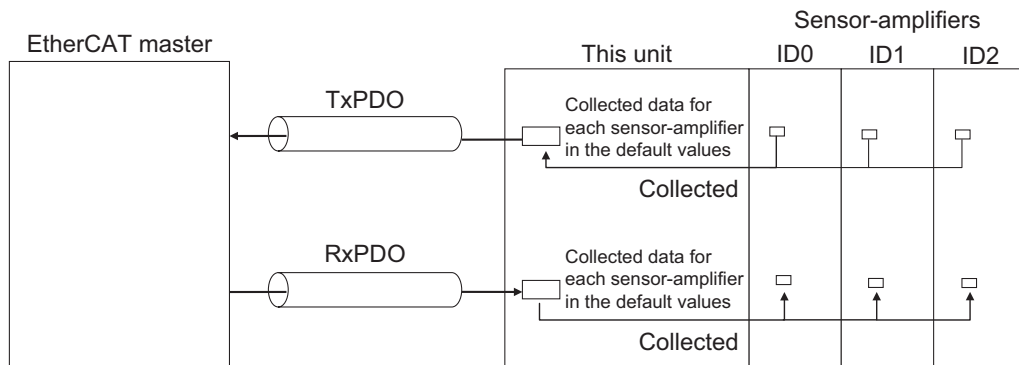 Sensor-amplifiers
EtherCAT master
This unit
ID0
ID1
ID2
TxPDO
Collected data for
each sensor-amplifier
in the default values
Collected
RxPDO
Collected data for
each sensor-amplifier
in the default values
Collected